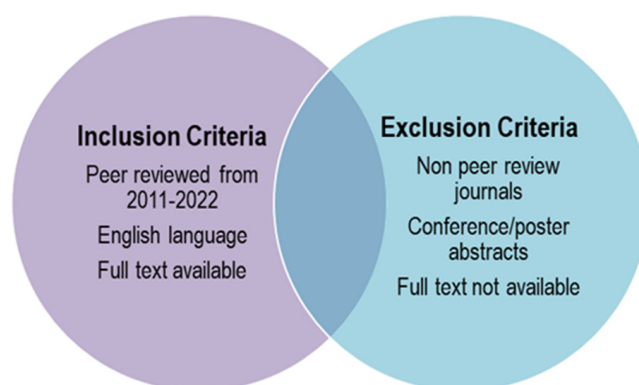 Inclusion Criteria
Peer reviewed from
2011-2022
English language
Full text available
Exclusion Criteria
Non peer review
journals
Conference/poster
abstracts
Full text not available